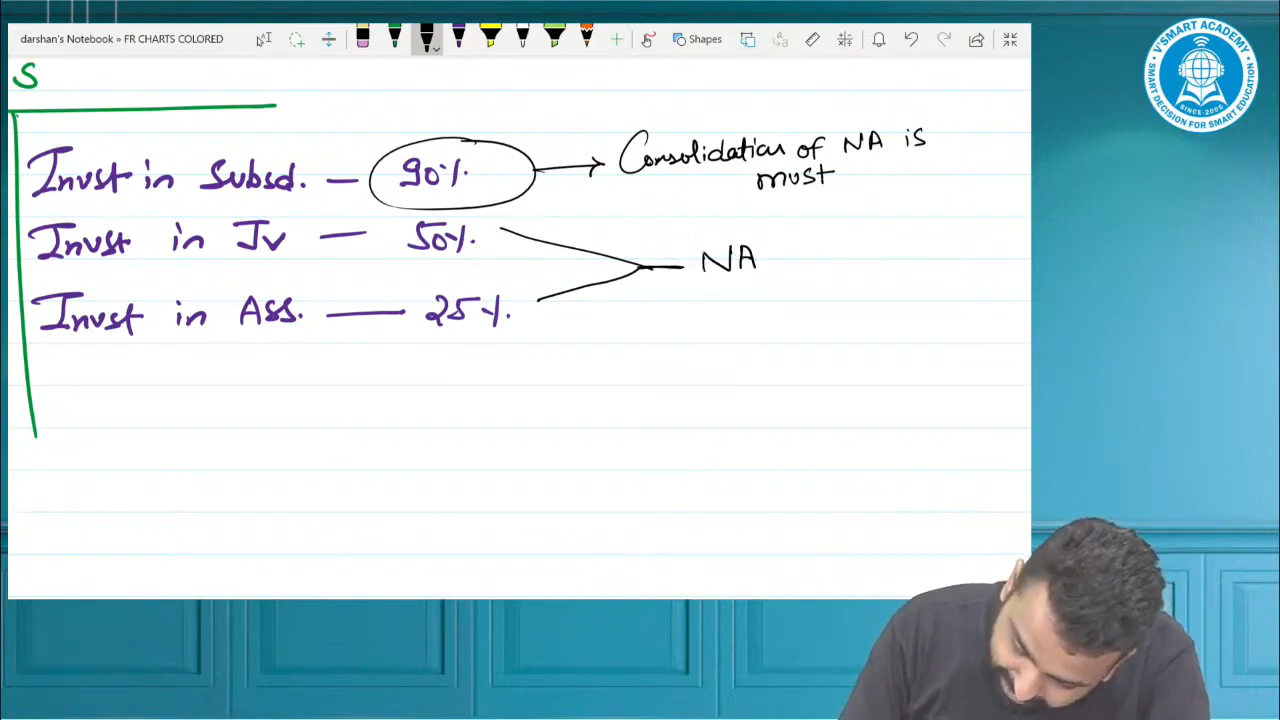 darshan's Notebook » FR CHARTS COLORED
Shapes
V'SMART ACADEMY
SMART DECISION FOR SMART EDUCATION
SINCE-2005
S
Invst in Subsd. — 90%.
Invst in Jv — 50%.
Invst in Ass. — 25%.
Consolidation of NA is
must
NA